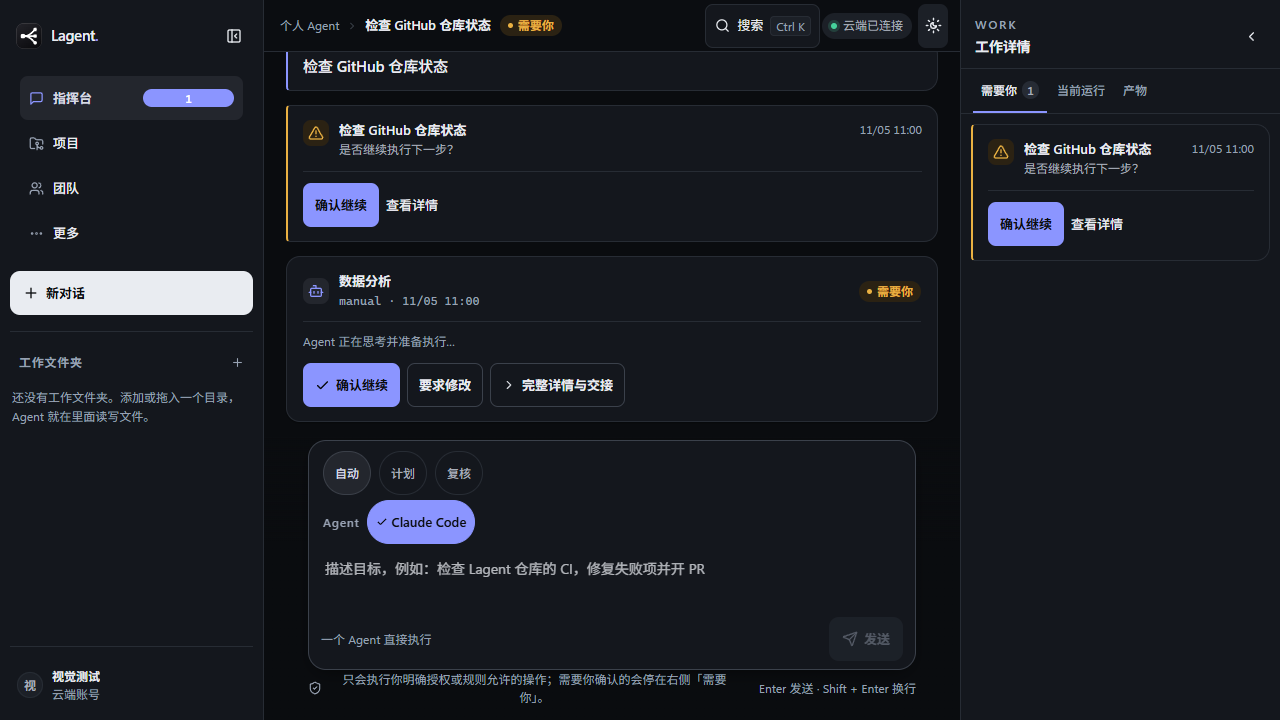 Lagent.
指挥台
1
项目
团队
更多
新对话
工作文件夹
还没有工作文件夹。添加或拖入一个目录，
Agent 就在里面读写文件。
视
视觉测试
云端账号
个人 Agent
检查 GitHub 仓库状态
需要你
搜索
Ctrl K
云端已连接
检查 GitHub 仓库状态
检查 GitHub 仓库状态
11/05 11:00
是否继续执行下一步？
确认继续
查看详情
数据分析
manual · 11/05 11:00
需要你
Agent 正在思考并准备执行...
确认继续
要求修改
完整详情与交接
自动
计划
复核
Agent
Claude Code
描述目标，例如：检查 Lagent 仓库的 CI，修复失败项并开 PR
一个 Agent 直接执行
发送
只会执行你明确授权或规则允许的操作；需要你确认的会停在右侧「需要
你」。
Enter 发送 · Shift + Enter 换行
WORK
工作详情
需要你
1
当前运行
产物
检查 GitHub 仓库状态
11/05 11:00
是否继续执行下一步？
确认继续
查看详情